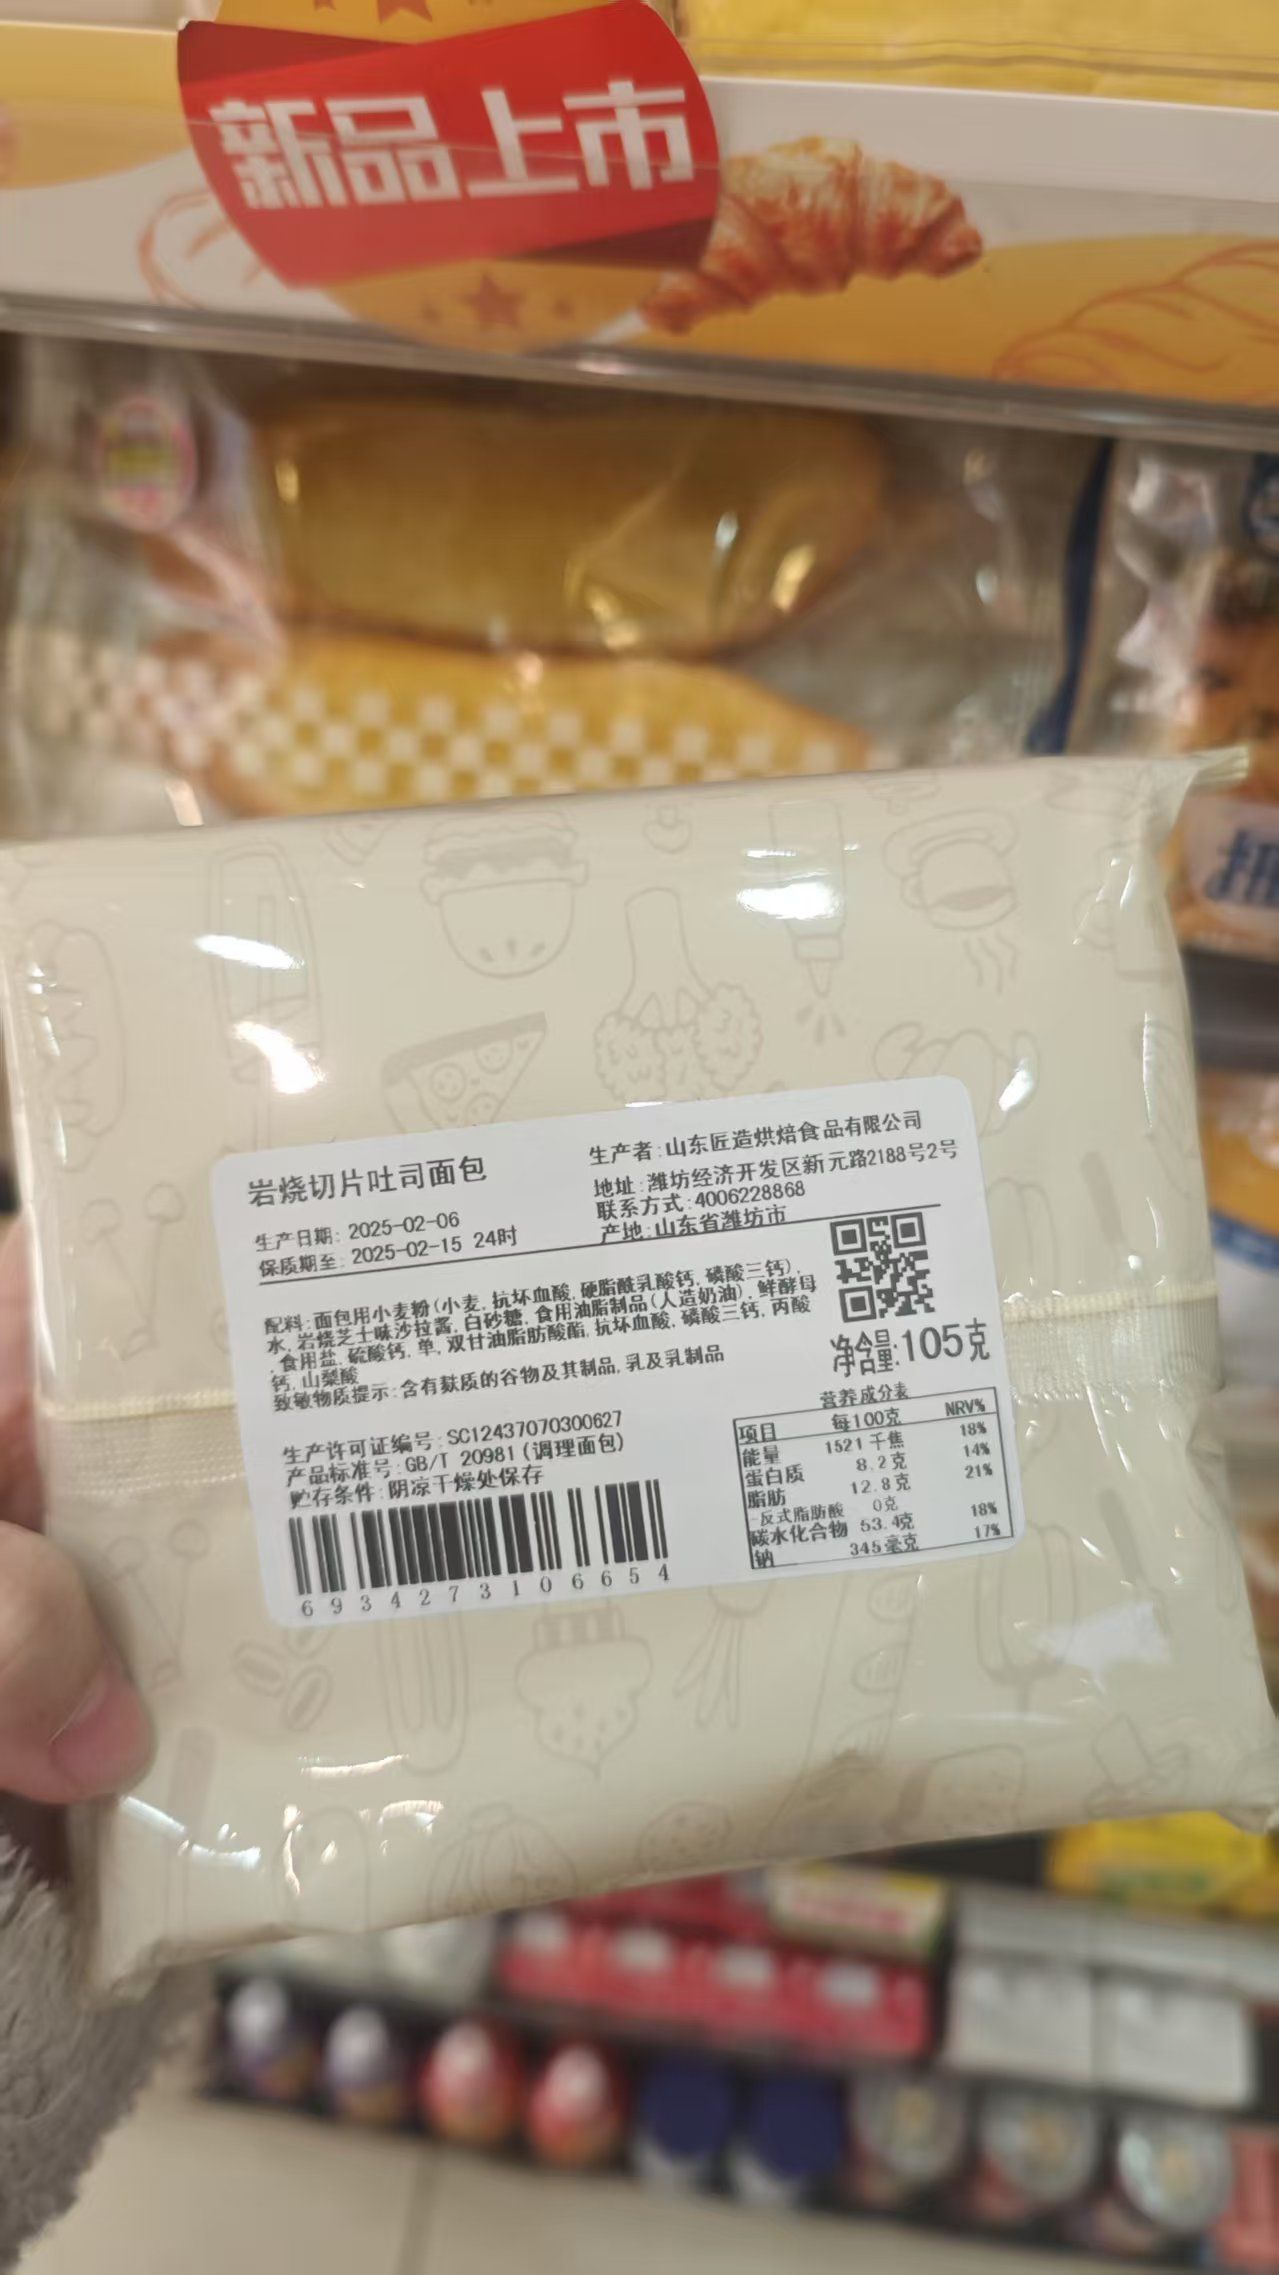 新品上市
岩烧切片吐司面包
生产日期: 2025-02-06
保质期至: 2025-02-15 24时
生产者:山东匠造烘焙食品有限公司
地址:潍坊经济开发区新元路2188号2号
联系方式:4006228868
产地:山东省潍坊市
配料:面包用小麦粉(小麦,抗坏血酸,硬脂酰乳酸钙,磷酸三钙),
水,岩烧芝士味沙拉酱,白砂糖,食用油脂制品(人造奶油),鲜酵母
,食用盐,硫酸钙,单,双甘油脂肪酸酯,抗坏血酸,磷酸三钙,丙酸
钙,山梨酸
致敏物质提示:含有麸质的谷物及其制品,乳及乳制品
净含量:105克
生产许可证编号:SC12437070300627
产品标准号:GB/T 20981(调理面包)
贮存条件:阴凉干燥处保存
6934273106654
营养成分表
项目 每100克 NRV%
能量 1521千焦 18%
蛋白质 8.2克 14%
脂肪 12.8克 21%
-反式脂肪酸 0克
碳水化合物 53.4克 18%
钠 345毫克 17%